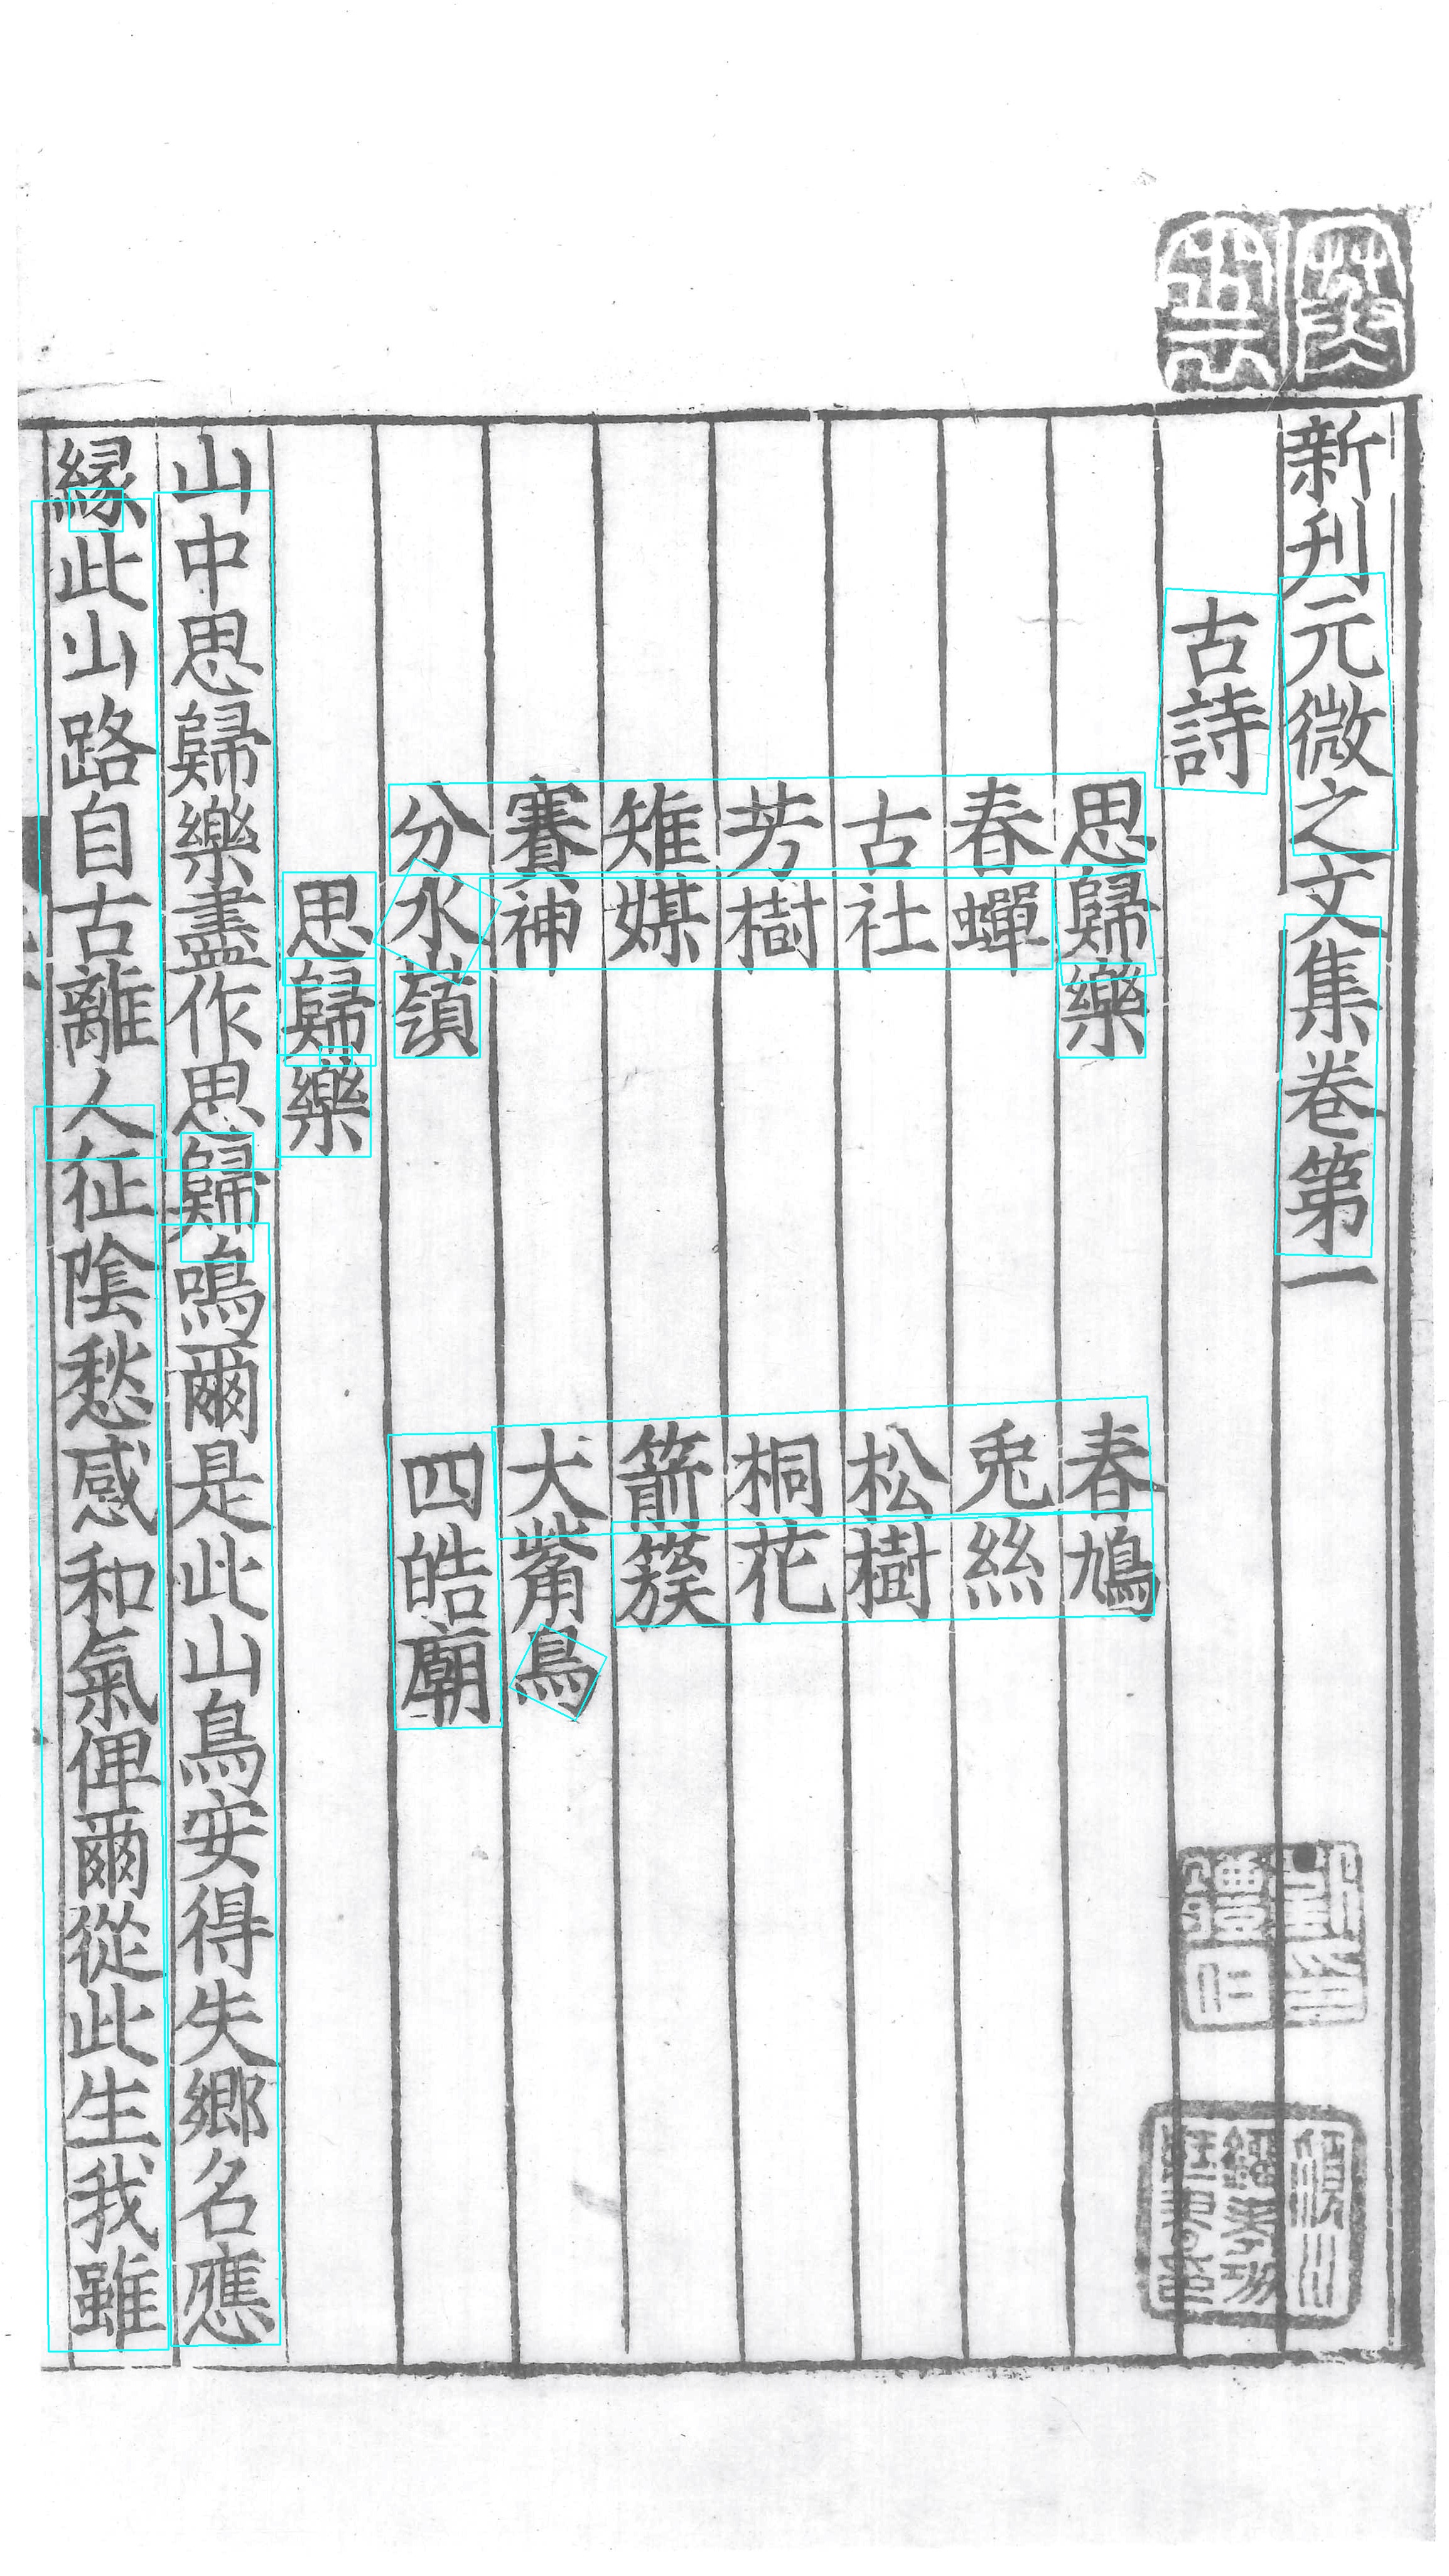 新刊元微之文集卷第一
古詩
思歸樂
春鳩
春蟬
兎絲
古社
松樹
芳樹
桐花
雉媒
箭簇
賽神
大觜烏
分水嶺
四皓廟
思歸樂
山中思歸樂盡作思歸鳴爾是此山鳥安得失鄉名應
縁此山路自古離人征陰愁感和氣俾爾從此生我雖